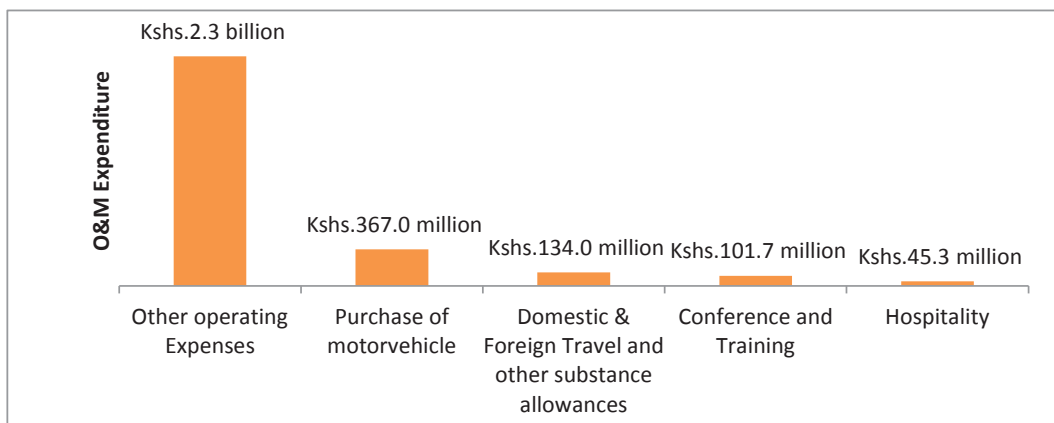 Kshs.2.3 billion
O&M Expenditure
Kshs.367.0 million
Kshs.134.0 million
Kshs.101.7 million
Kshs.45.3 million
Other operating
Expenses
Purchase of
motorvehicle
Domestic &
Foreign Travel and
other substance
allowances
Conference and
Training
Hospitality